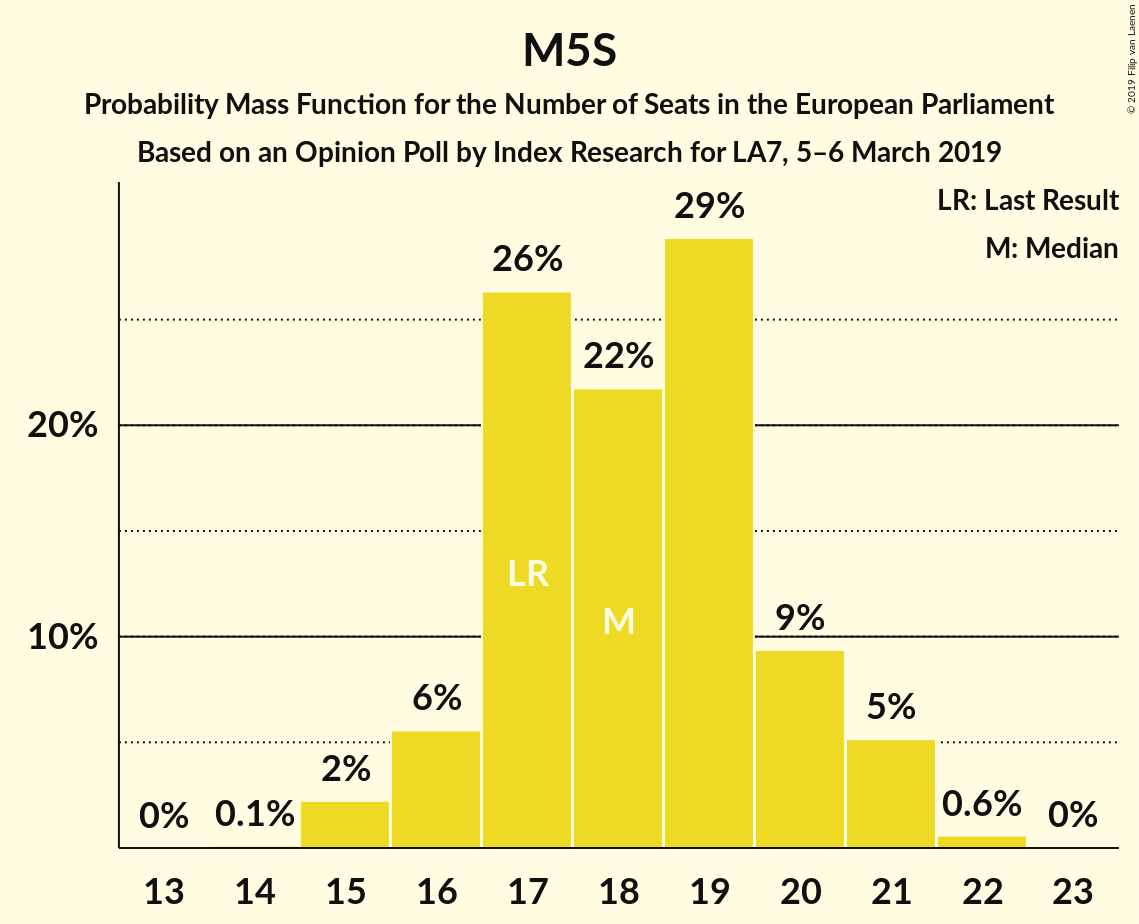 M5S
Probability Mass Function for the Number of Seats in the European Parliament
Based on an Opinion Poll by Index Research for LA7, 5–6 March 2019
© 2019 Filip van Laenen
LR: Last Result
M: Median
29%
26%
22%
20%
LR
M
10%
9%
6%
5%
2%
0%
0.1%
0.6%
0%
13 14 15 16 17 18 19 20 21 22 23